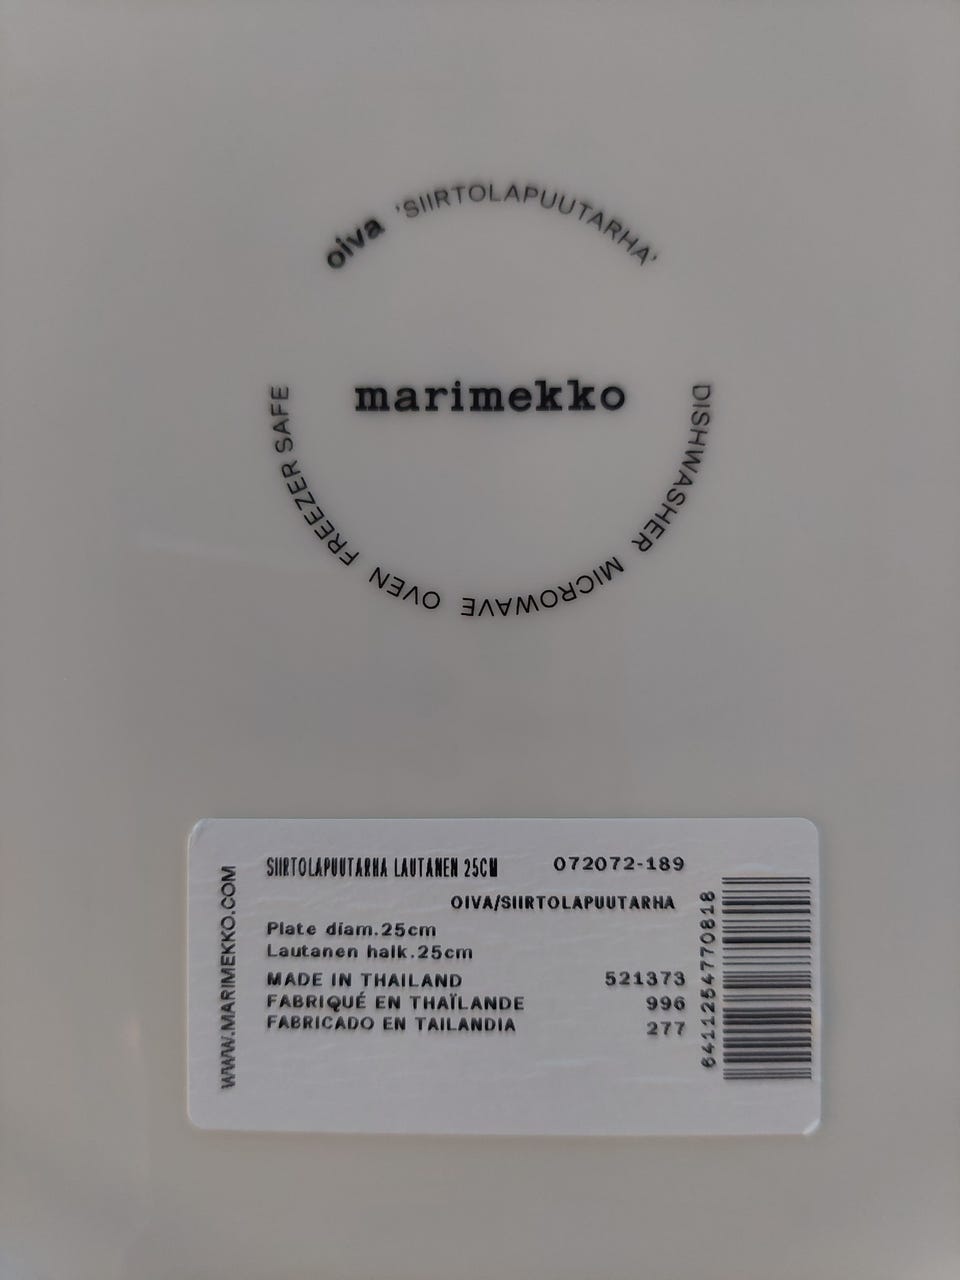 oiva 'SIIRTOLAPUUTARHA'
marimekko
DISHWASHER MICROWAVE OVEN FREEZER SAFE
WWW.MARIMEKKO.COM
SIIRTOLAPUUTARHA LAUTANEN 25CM 072072-189
OIVA/SIIRTOLAPUUTARHA
Plate diam.25cm
Lautanen halk.25cm
MADE IN THAILAND 521373
FABRIQUÉ EN THAÏLANDE 996
FABRICADO EN TAILANDIA 277
6411254770818